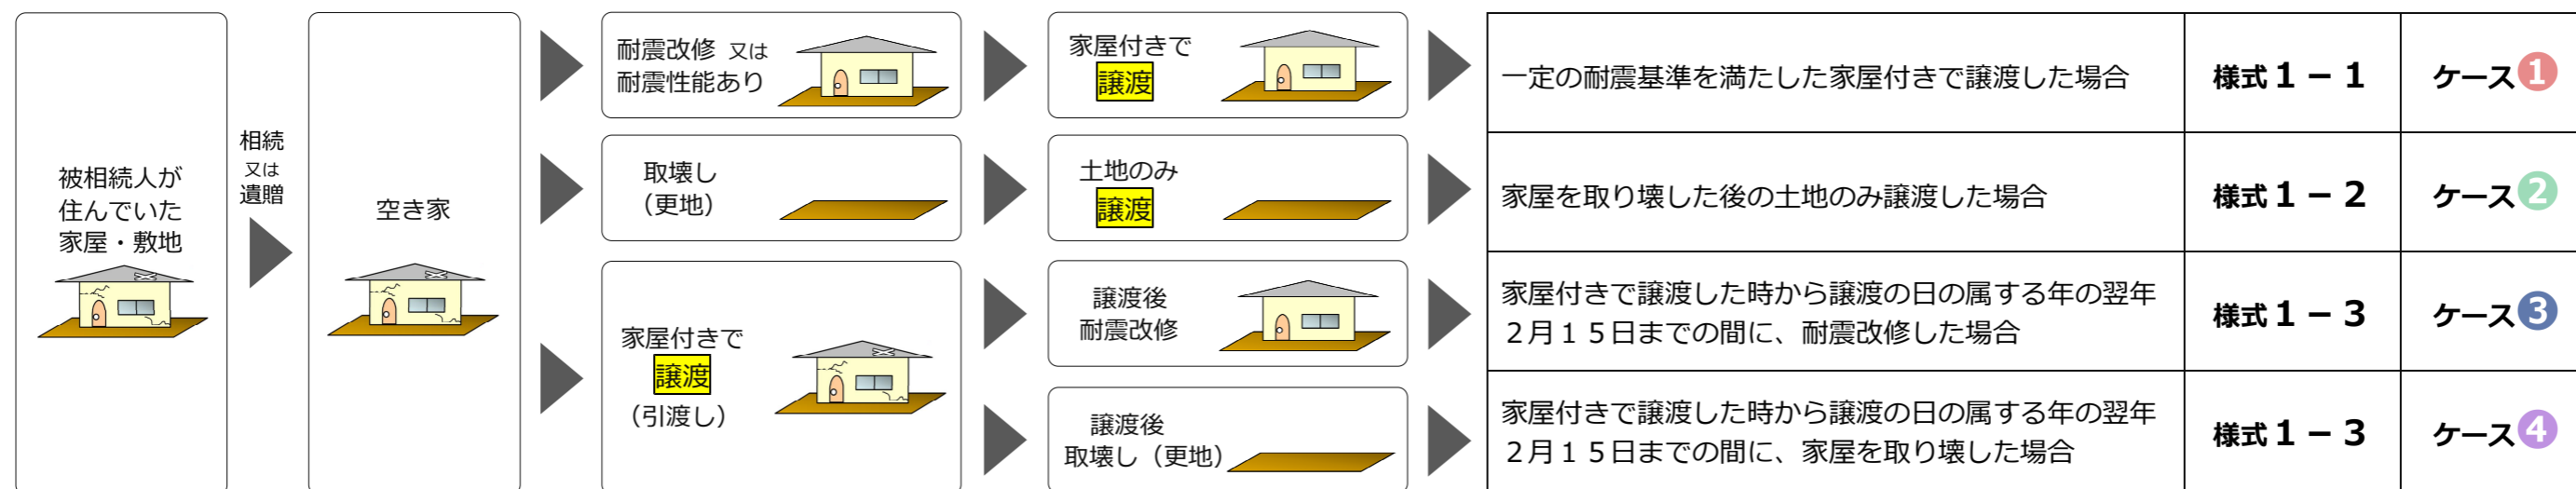 被相続人が
住んでいた
家屋・敷地
相続
又は
遺贈
空き家
耐震改修 又は
耐震性能あり
家屋付きで
譲渡
一定の耐震基準を満たした家屋付きで譲渡した場合
様式1－1
ケース1
取壊し
（更地）
土地のみ
譲渡
家屋を取り壊した後の土地のみ譲渡した場合
様式1－2
ケース2
家屋付きで
譲渡
（引渡し）
譲渡後
耐震改修
家屋付きで譲渡した時から譲渡の日の属する年の翌年
２月１５日までの間に、耐震改修した場合
様式1－3
ケース3
譲渡後
取壊し（更地）
家屋付きで譲渡した時から譲渡の日の属する年の翌年
２月１５日までの間に、家屋を取り壊した場合
様式1－3
ケース4